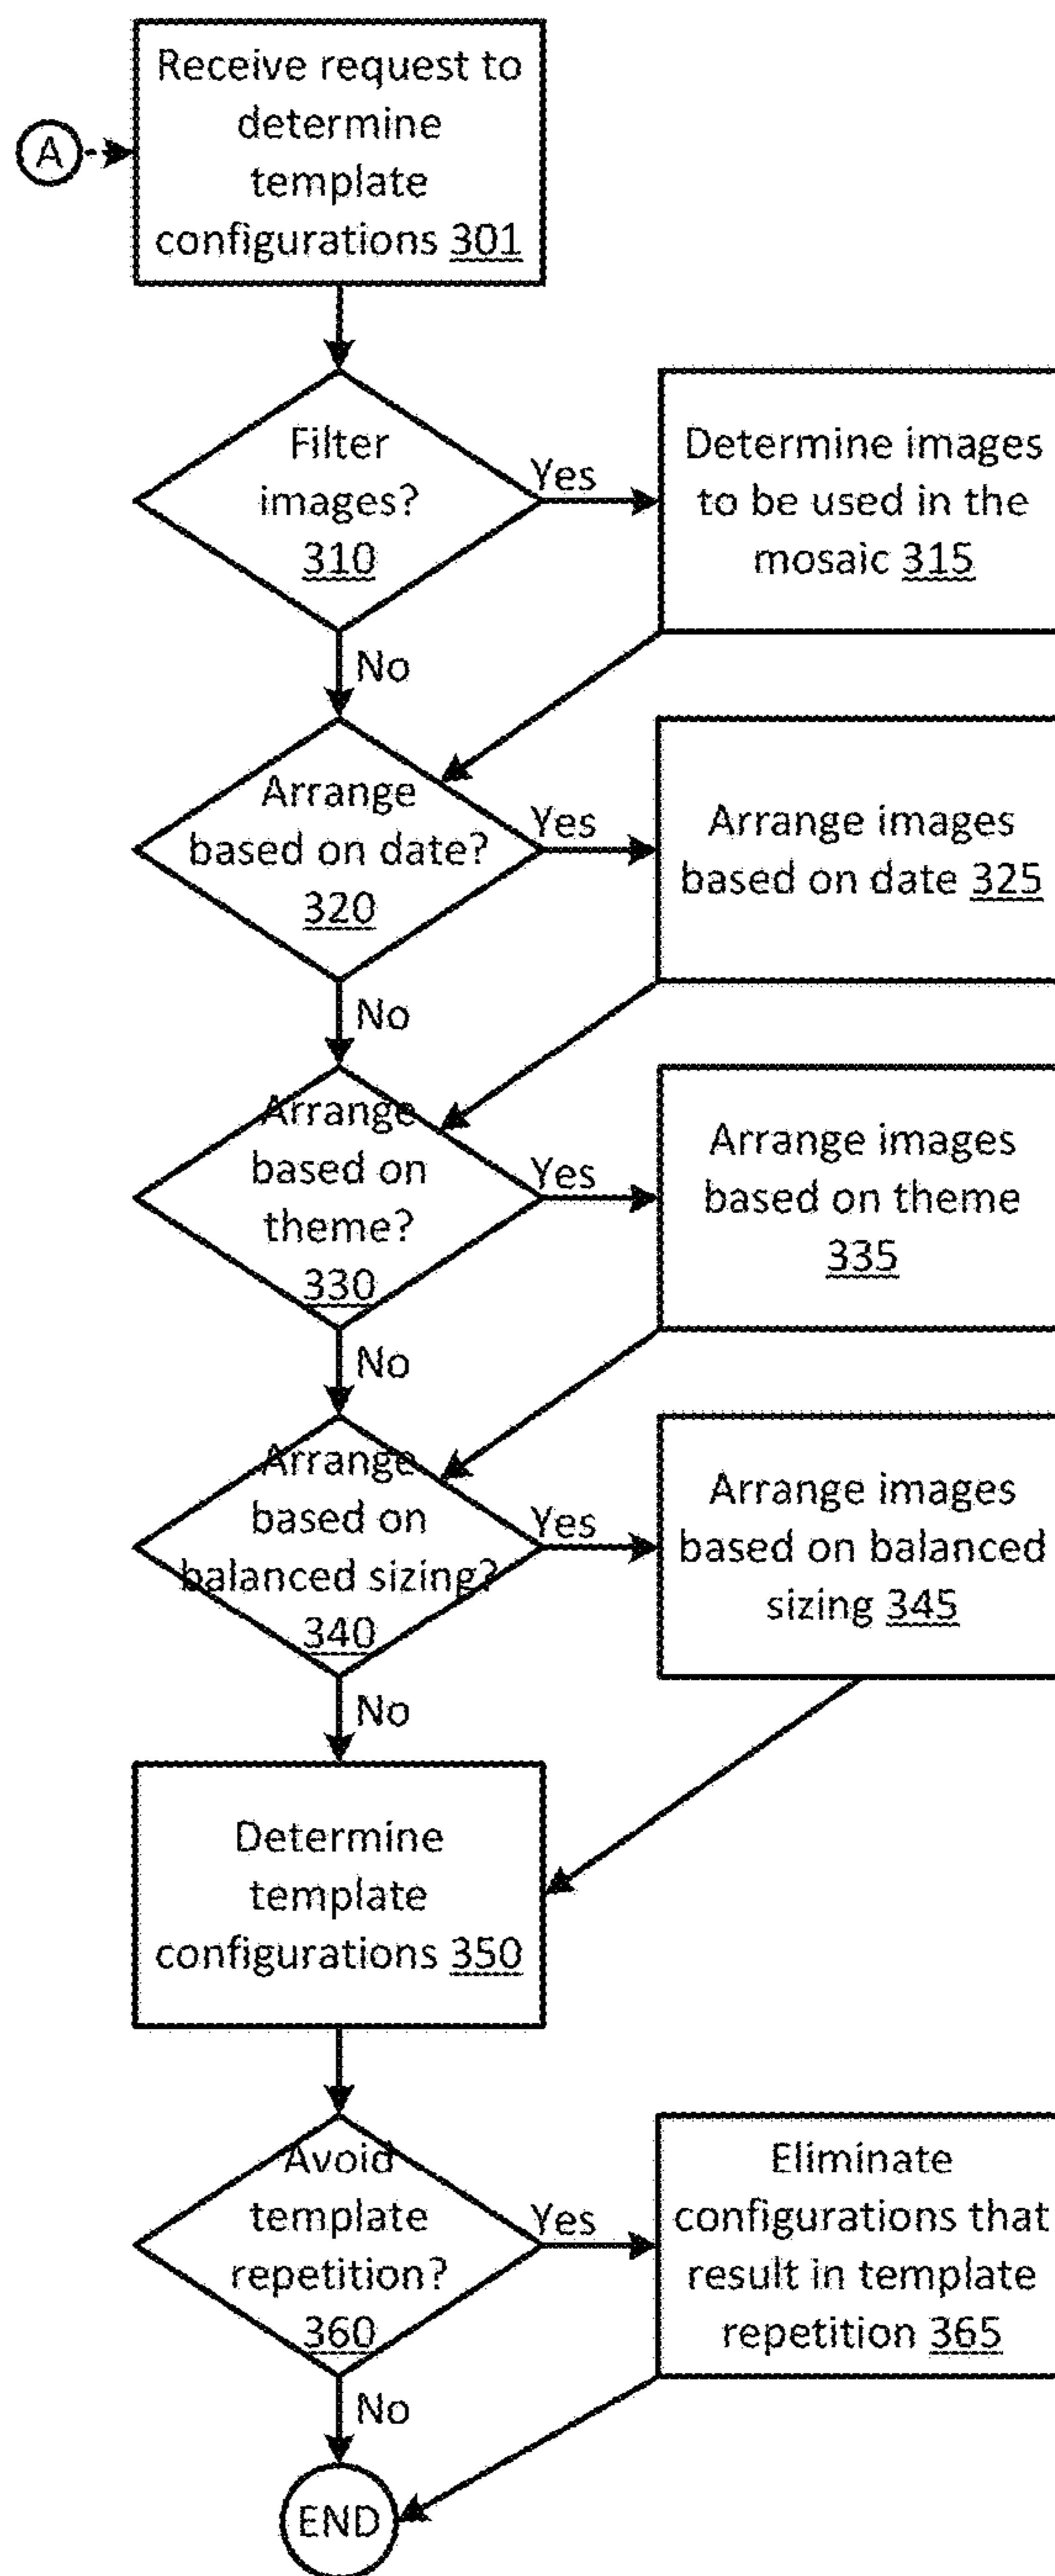 Receive request to
determine
template
configurations 301
A
Filter
images?
310
Yes
Determine images
to be used in the
mosaic 315
No
Arrange
based on date?
320
Yes
Arrange images
based on date 325
No
Arrange
based on
theme?
330
Yes
Arrange images
based on theme
335
No
Arrange
based on
balanced sizing?
340
Yes
Arrange images
based on balanced
sizing 345
No
Determine
template
configurations 350
Avoid
template
repetition?
360
Yes
Eliminate
configurations that
result in template
repetition 365
No
END